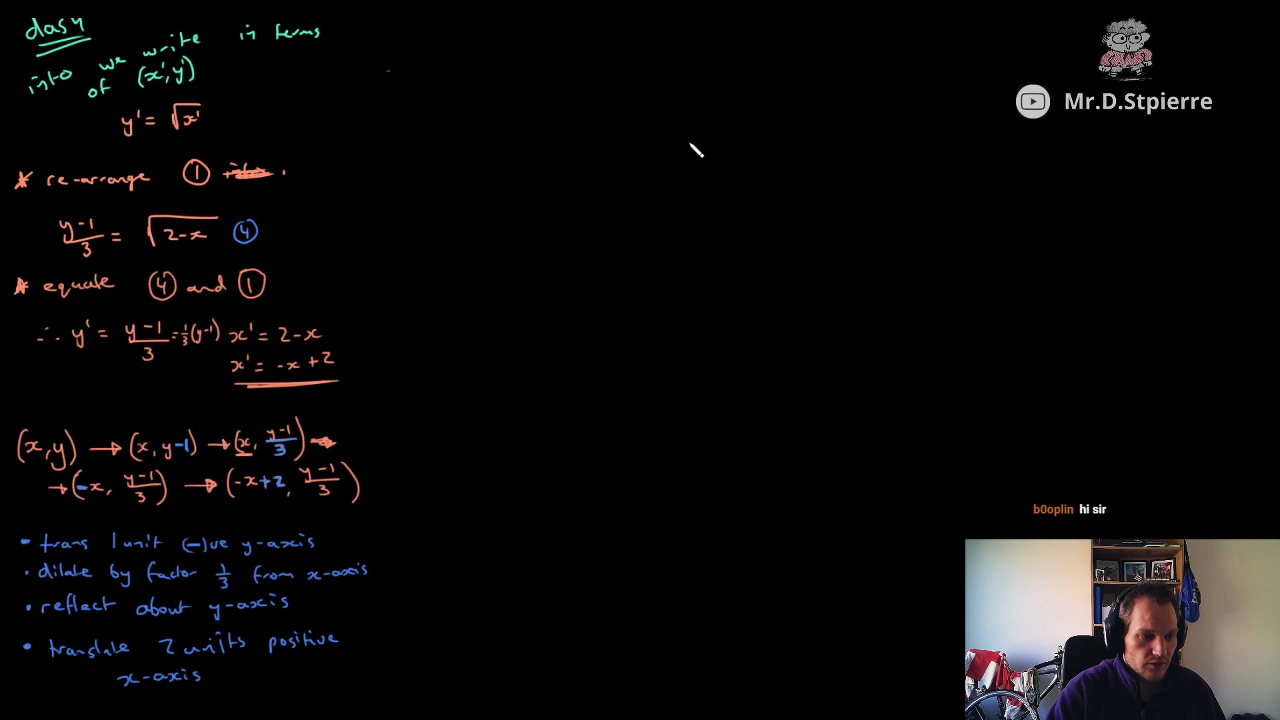 we write in terms
into of (x', y')
y' = √x'
* re-arrange ① .
y-1/3 = √2-x ④
* equate ④ and ①
∴ y' = y-1/3 = 1/3(y-1) x' = 2-x
x' = -x+2
(x,y) → (x, y-1) → (x, y-1/3)
→ (-x, y-1/3) → (-x+2, y-1/3)
• trans 1 unit (-)ve y-axis
• dilate by factor 1/3 from x-axis
• reflect about y-axis
• translate 2 units positive
x-axis
Mr.D.Stpierre
b0oplin hi sir